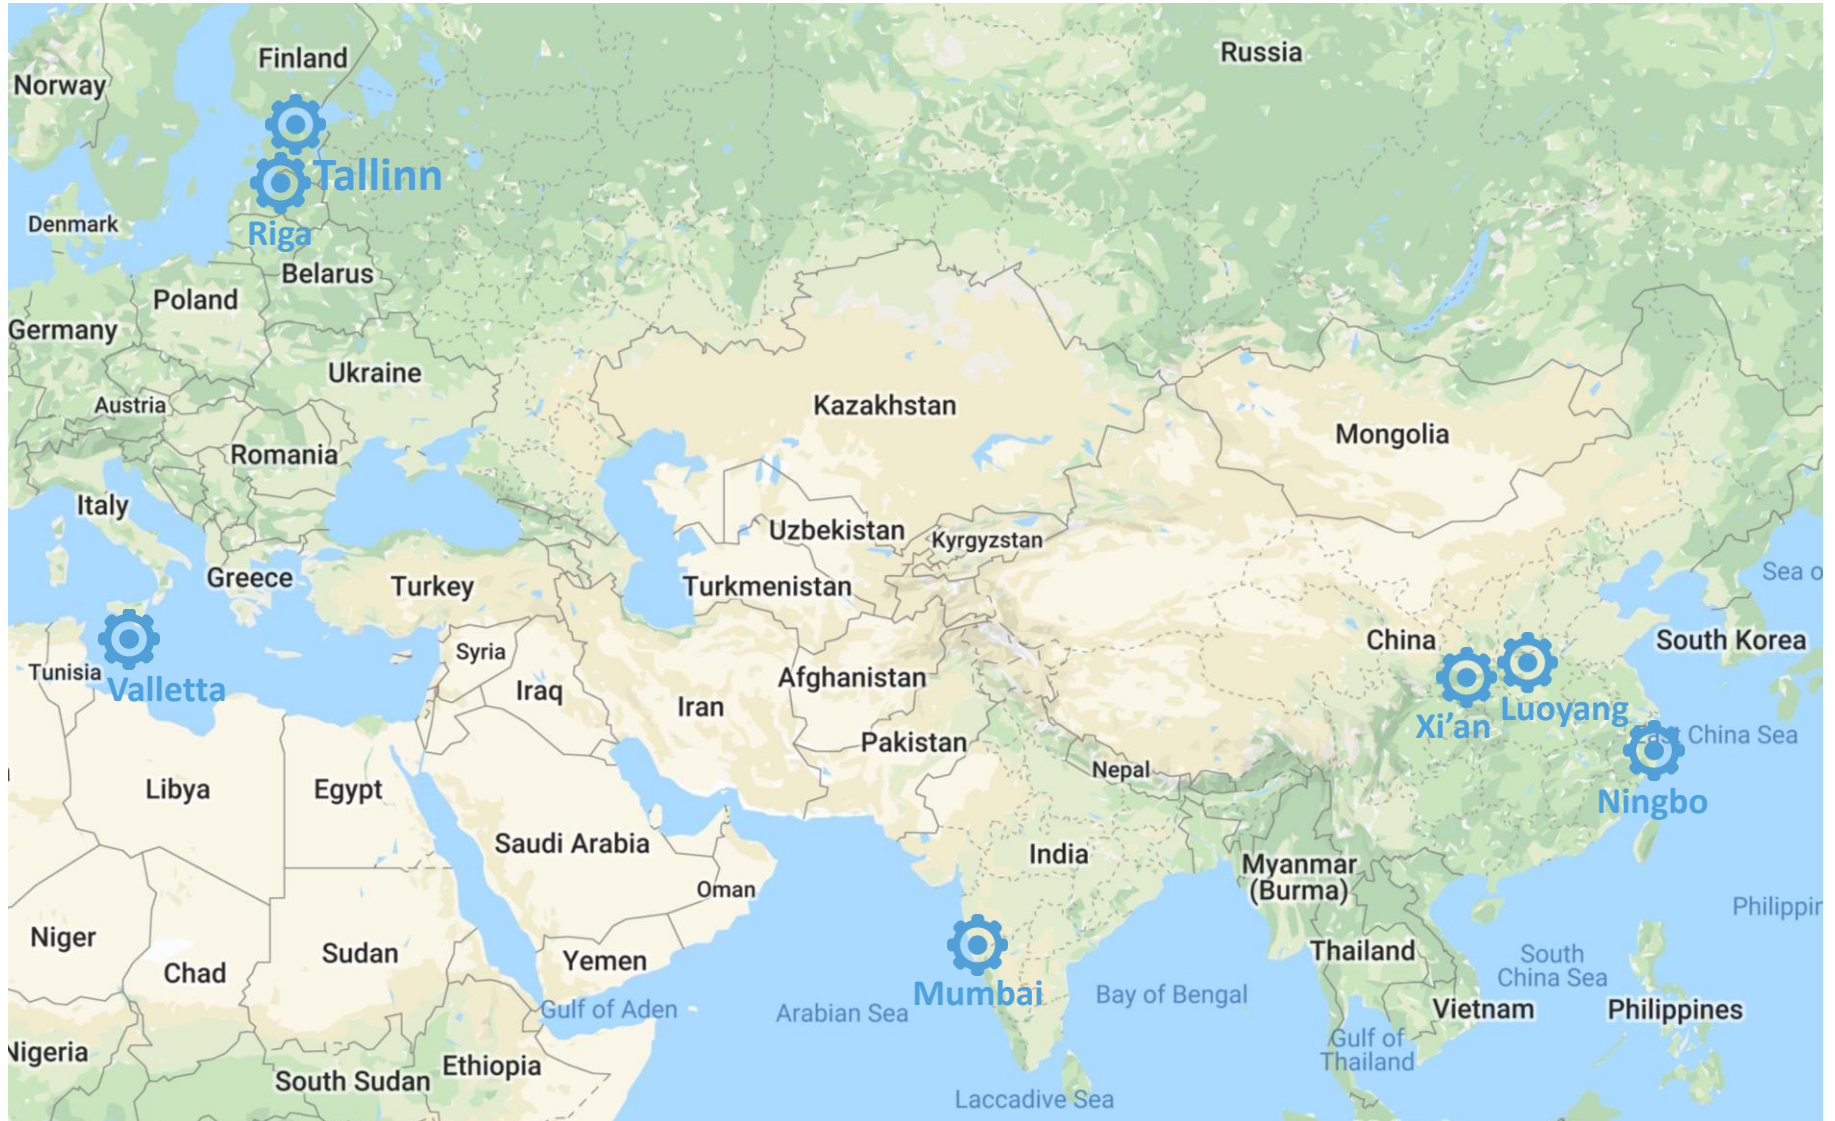 Finland
Russia
Norway
Tallinn
Denmark
Riga
Belarus
Poland
Germany
Ukraine
Austria
Kazakhstan
Mongolia
Romania
Italy
Uzbekistan
Kyrgyzstan
Sea o
Greece
Turkey
Turkmenistan
China
South Korea
Syria
Tunisia
Valletta
Iraq
Afghanistan
Iran
Luoyang
Xi'an
East China Sea
Pakistan
Nepal
Libya
Egypt
Ningbo
Saudi Arabia
India
Myanmar
(Burma)
Oman
Philippin
Niger
Sudan
Yemen
Thailand
South
China Sea
Chad
Mumbai
Bay of Bengal
Gulf of Aden
Arabian Sea
Vietnam
Philippines
Nigeria
Gulf of
Thailand
Ethiopia
South Sudan
Laccadive Sea